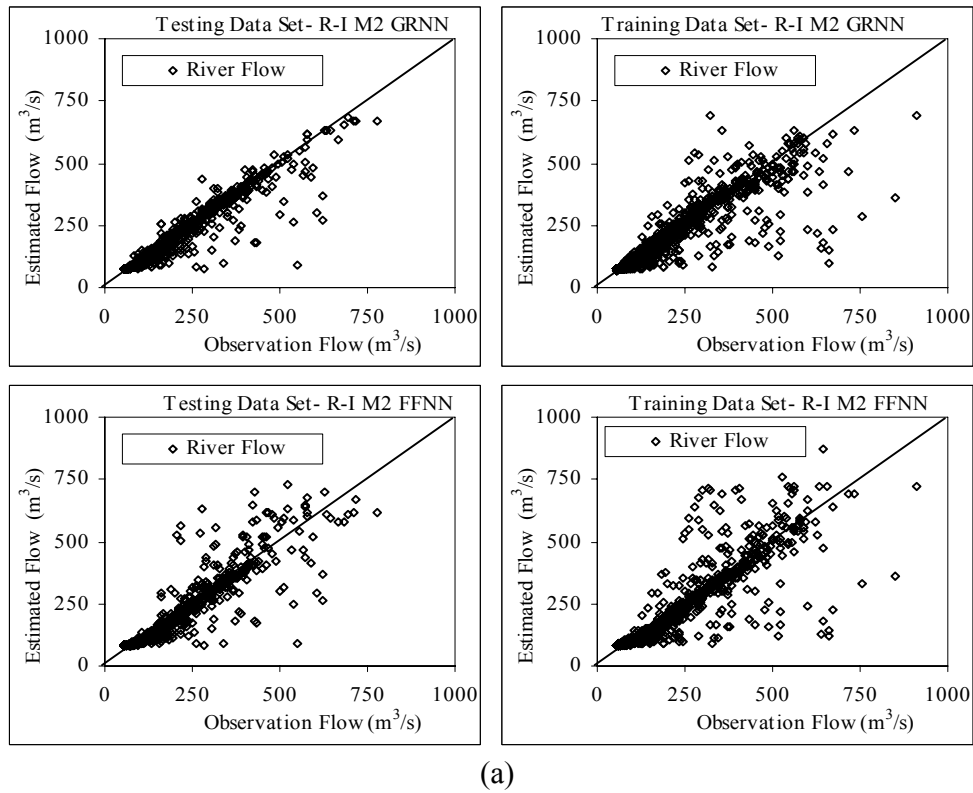 Testing Data Set- R-I M2 GRNN
1000
750
500
250
0
Estimated Flow (m³/s)
River Flow
0 250 500 750 1000
Observation Flow (m³/s)
Training Data Set- R-I M2 GRNN
1000
750
500
250
0
Estimated Flow (m³/s)
River Flow
0 250 500 750 1000
Observation Flow (m³/s)
Testing Data Set- R-I M2 FFNN
1000
750
500
250
0
Estimated Flow (m³/s)
River Flow
0 250 500 750 1000
Observation Flow (m³/s)
Training Data Set- R-I M2 FFNN
1000
750
500
250
0
Estimated Flow (m³/s)
River Flow
0 250 500 750 1000
Observation Flow (m³/s)
(a)